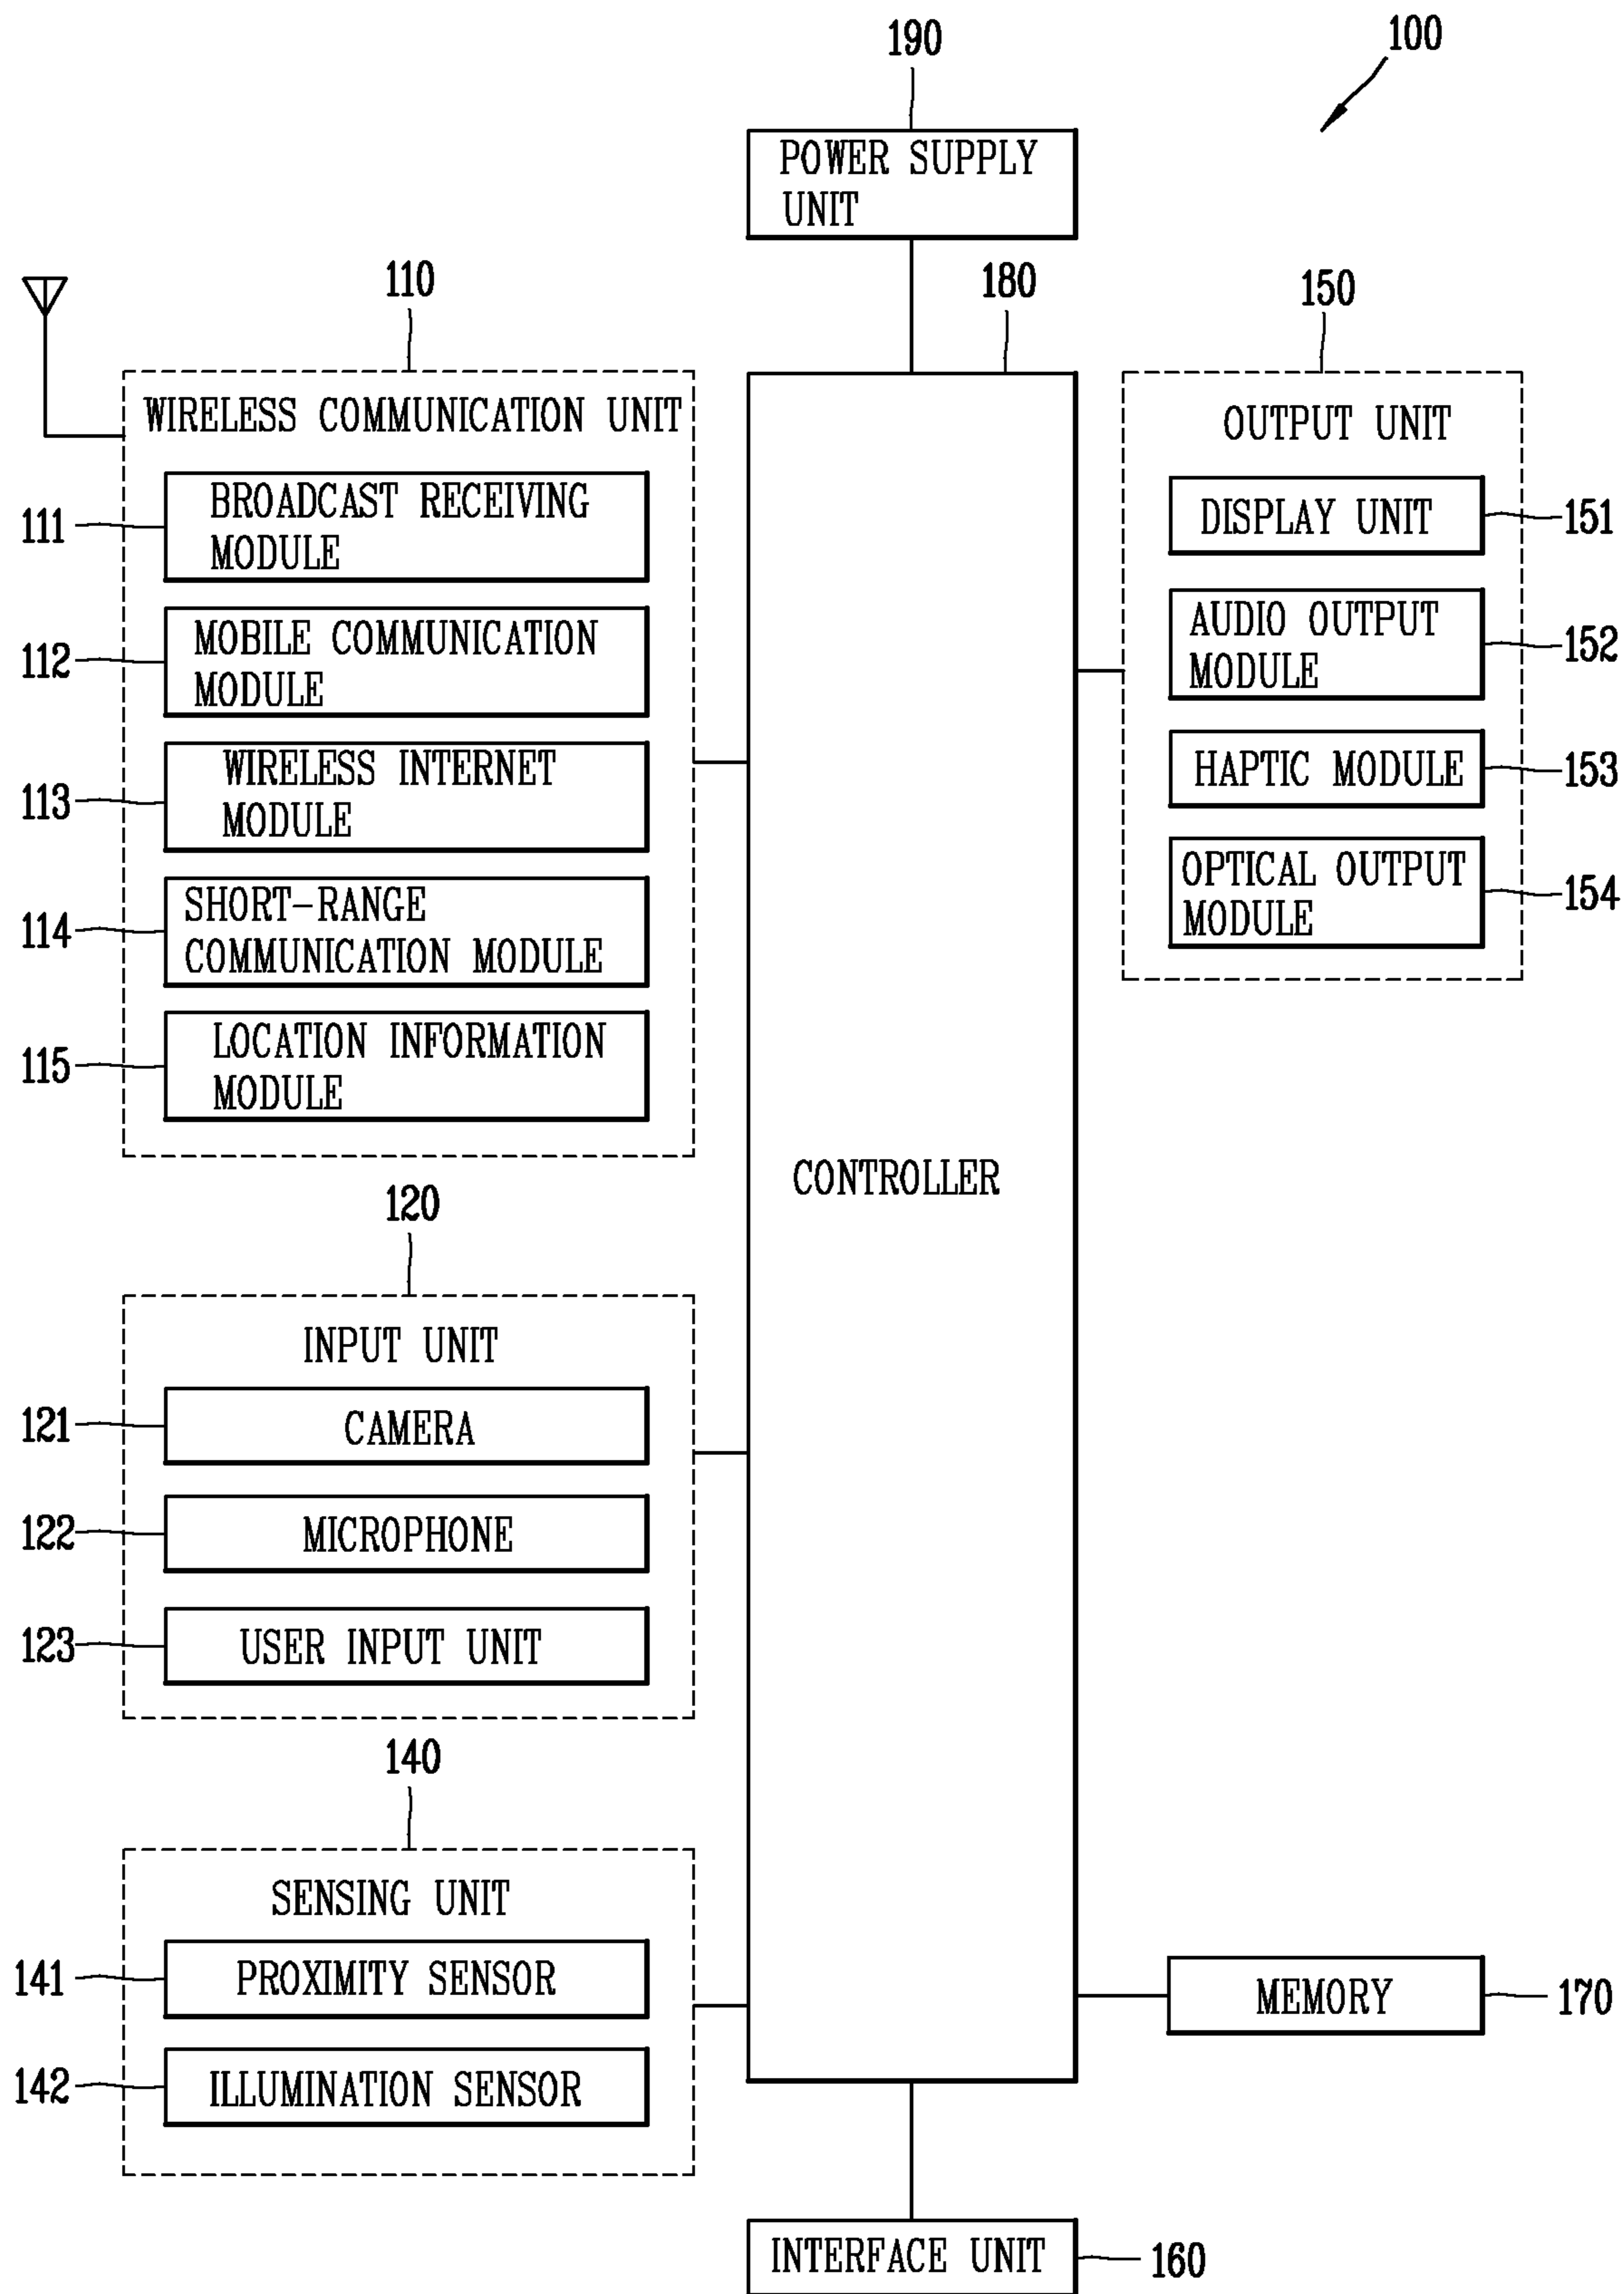 190
100
POWER SUPPLY
UNIT
110
180
150
WIRELESS COMMUNICATION UNIT
111
BROADCAST RECEIVING
MODULE
112
MOBILE COMMUNICATION
MODULE
113
WIRELESS INTERNET
MODULE
114
SHORT-RANGE
COMMUNICATION MODULE
115
LOCATION INFORMATION
MODULE
120
INPUT UNIT
121
CAMERA
122
MICROPHONE
123
USER INPUT UNIT
140
SENSING UNIT
141
PROXIMITY SENSOR
142
ILLUMINATION SENSOR
CONTROLLER
OUTPUT UNIT
DISPLAY UNIT
151
AUDIO OUTPUT
MODULE
152
HAPTIC MODULE
153
OPTICAL OUTPUT
MODULE
154
MEMORY
170
INTERFACE UNIT
160